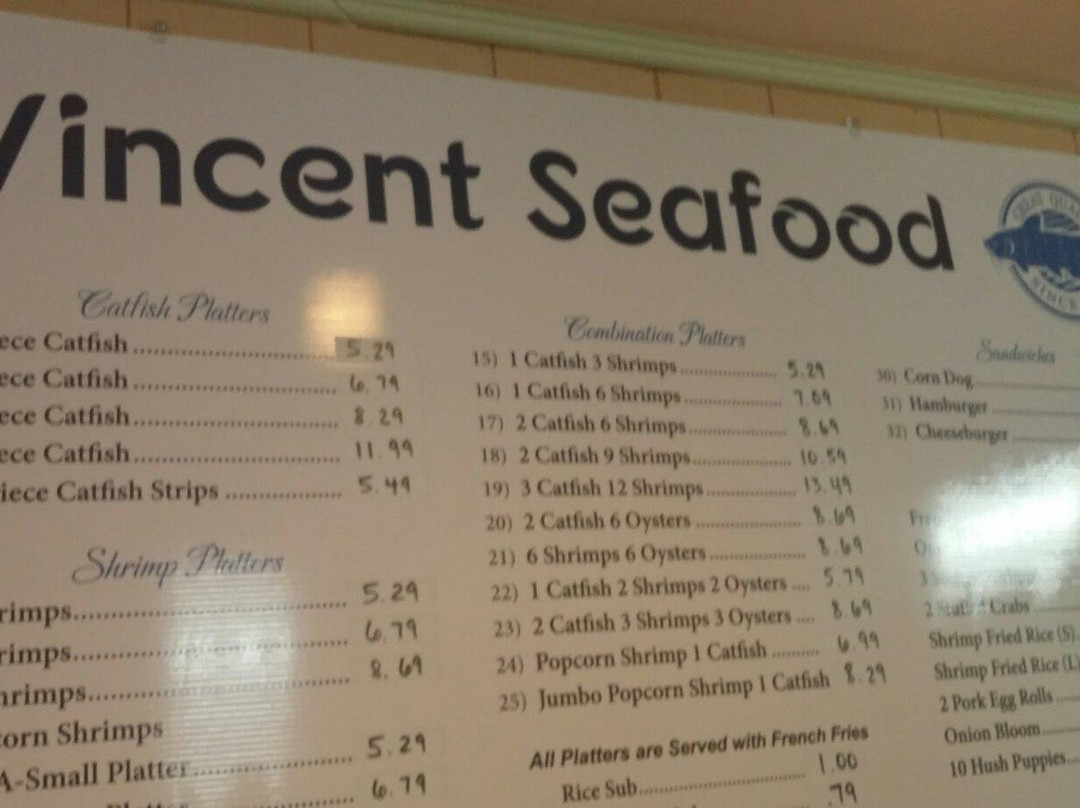 Vincent Seafood
GREAT
SINCE
Catfish Platters
ece Catfish 5.29
ece Catfish 6.79
ece Catfish 8.29
ece Catfish 11.99
iece Catfish Strips 5.49
Shrimp Platters
rimps 5.29
rimps 6.79
hrimps 8.69
corn Shrimps
A-Small Platter 5.29
6.79
Combination Platters
15) 1 Catfish 3 Shrimps 5.29
16) 1 Catfish 6 Shrimps 7.09
17) 2 Catfish 6 Shrimps 8.69
18) 2 Catfish 9 Shrimps 10.59
19) 3 Catfish 12 Shrimps 13.49
20) 2 Catfish 6 Oysters 8.69
21) 6 Shrimps 6 Oysters 8.69
22) 1 Catfish 2 Shrimps 2 Oysters 5.79
23) 2 Catfish 3 Shrimps 3 Oysters 8.69
24) Popcorn Shrimp 1 Catfish 6.99
25) Jumbo Popcorn Shrimp 1 Catfish 8.29
All Platters are Served with French Fries
Rice Sub 1.00
.79
Sandwiches
30) Corn Dog
31) Hamburger
32) Cheeseburger
2 Crabs
Shrimp Fried Rice (S)
Shrimp Fried Rice (L)
2 Pork Egg Rolls
Onion Bloom
10 Hush Puppies